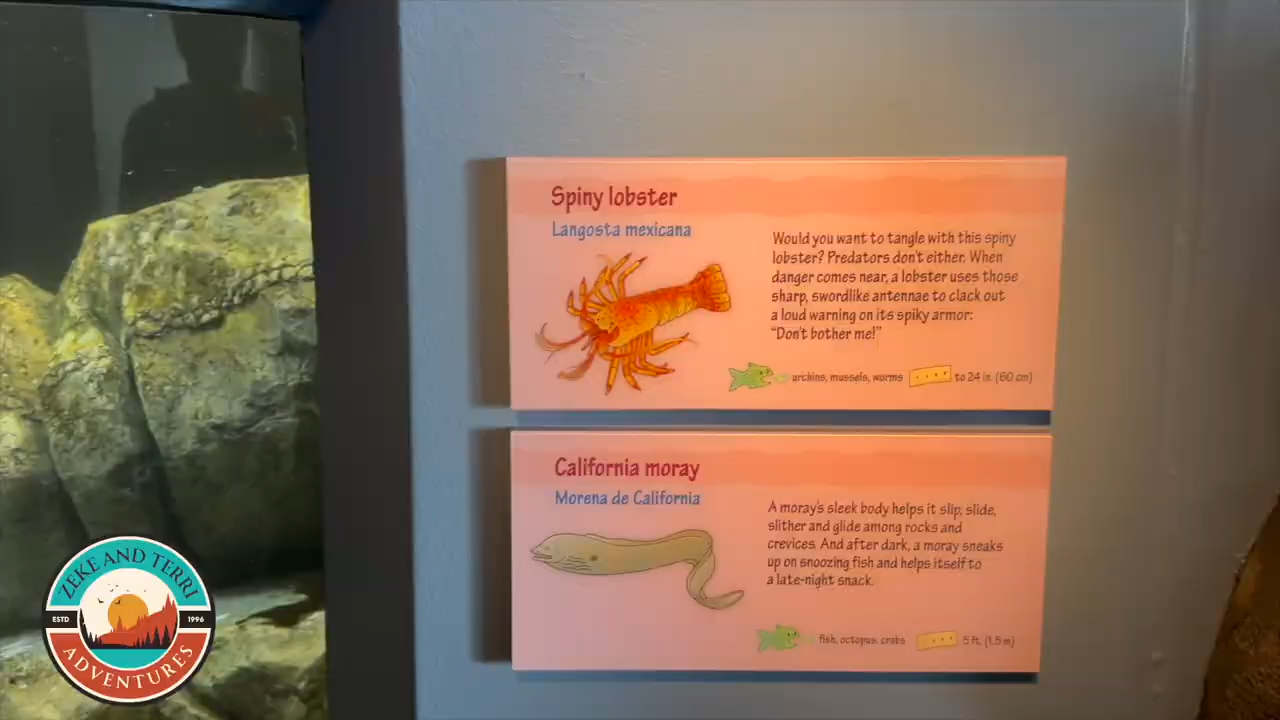 Spiny lobster
Langosta mexicana
Would you want to tangle with this spiny
lobster? Predators don't either. When
danger comes near, a lobster uses those
sharp, swordlike antennae to clack out
a loud warning on its spiky armor:
"Don't bother me!"
urchins, mussels, worms
to 24 in. (60 cm)
California moray
Morena de California
A moray's sleek body helps it slip, slide,
slither and glide among rocks and
crevices. And after dark, a moray sneaks
up on snoozing fish and helps itself to
a late-night snack.
fish, octopus, crabs
5 ft. (1.5 m)
ZEKE AND TERRI
ESTD 1996
ADVENTURES